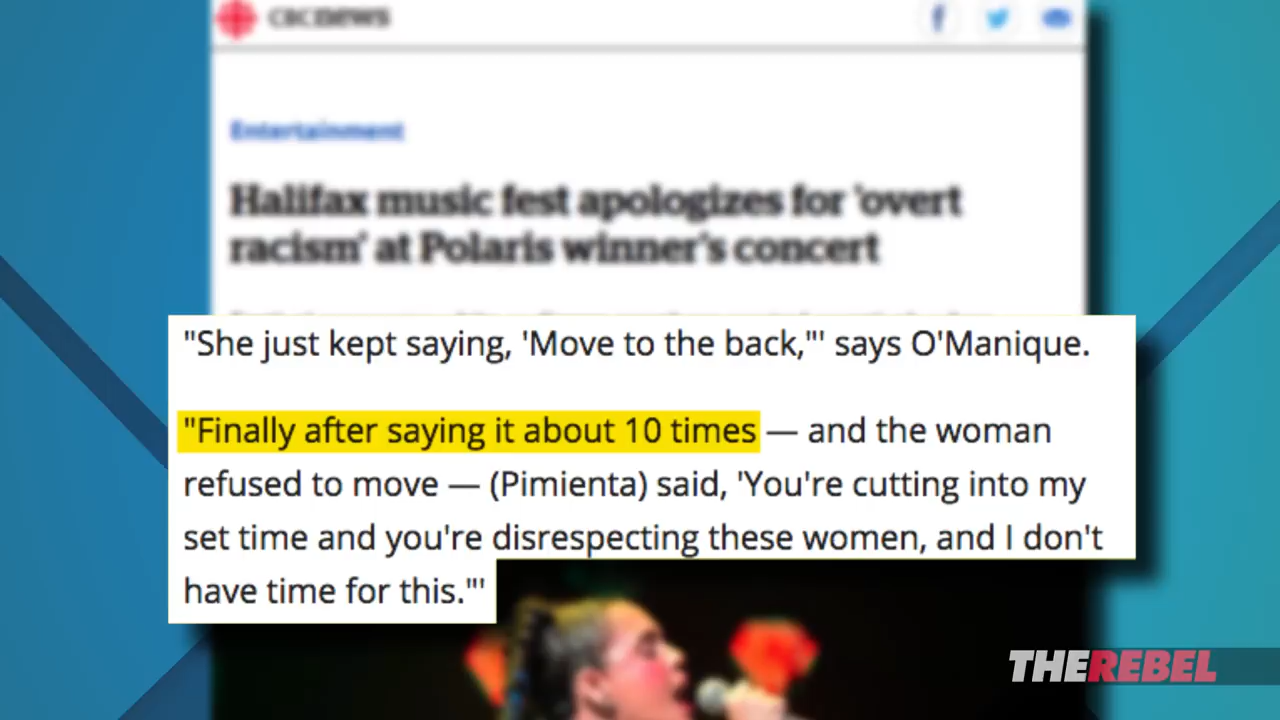 CBCNEWS
Entertainment
Halifax music fest apologizes for 'overt
racism' at Polaris winner's concert
"She just kept saying, 'Move to the back,"' says O'Manique.
"Finally after saying it about 10 times — and the woman
refused to move — (Pimienta) said, 'You're cutting into my
set time and you're disrespecting these women, and I don't
have time for this."'
THEREBEL